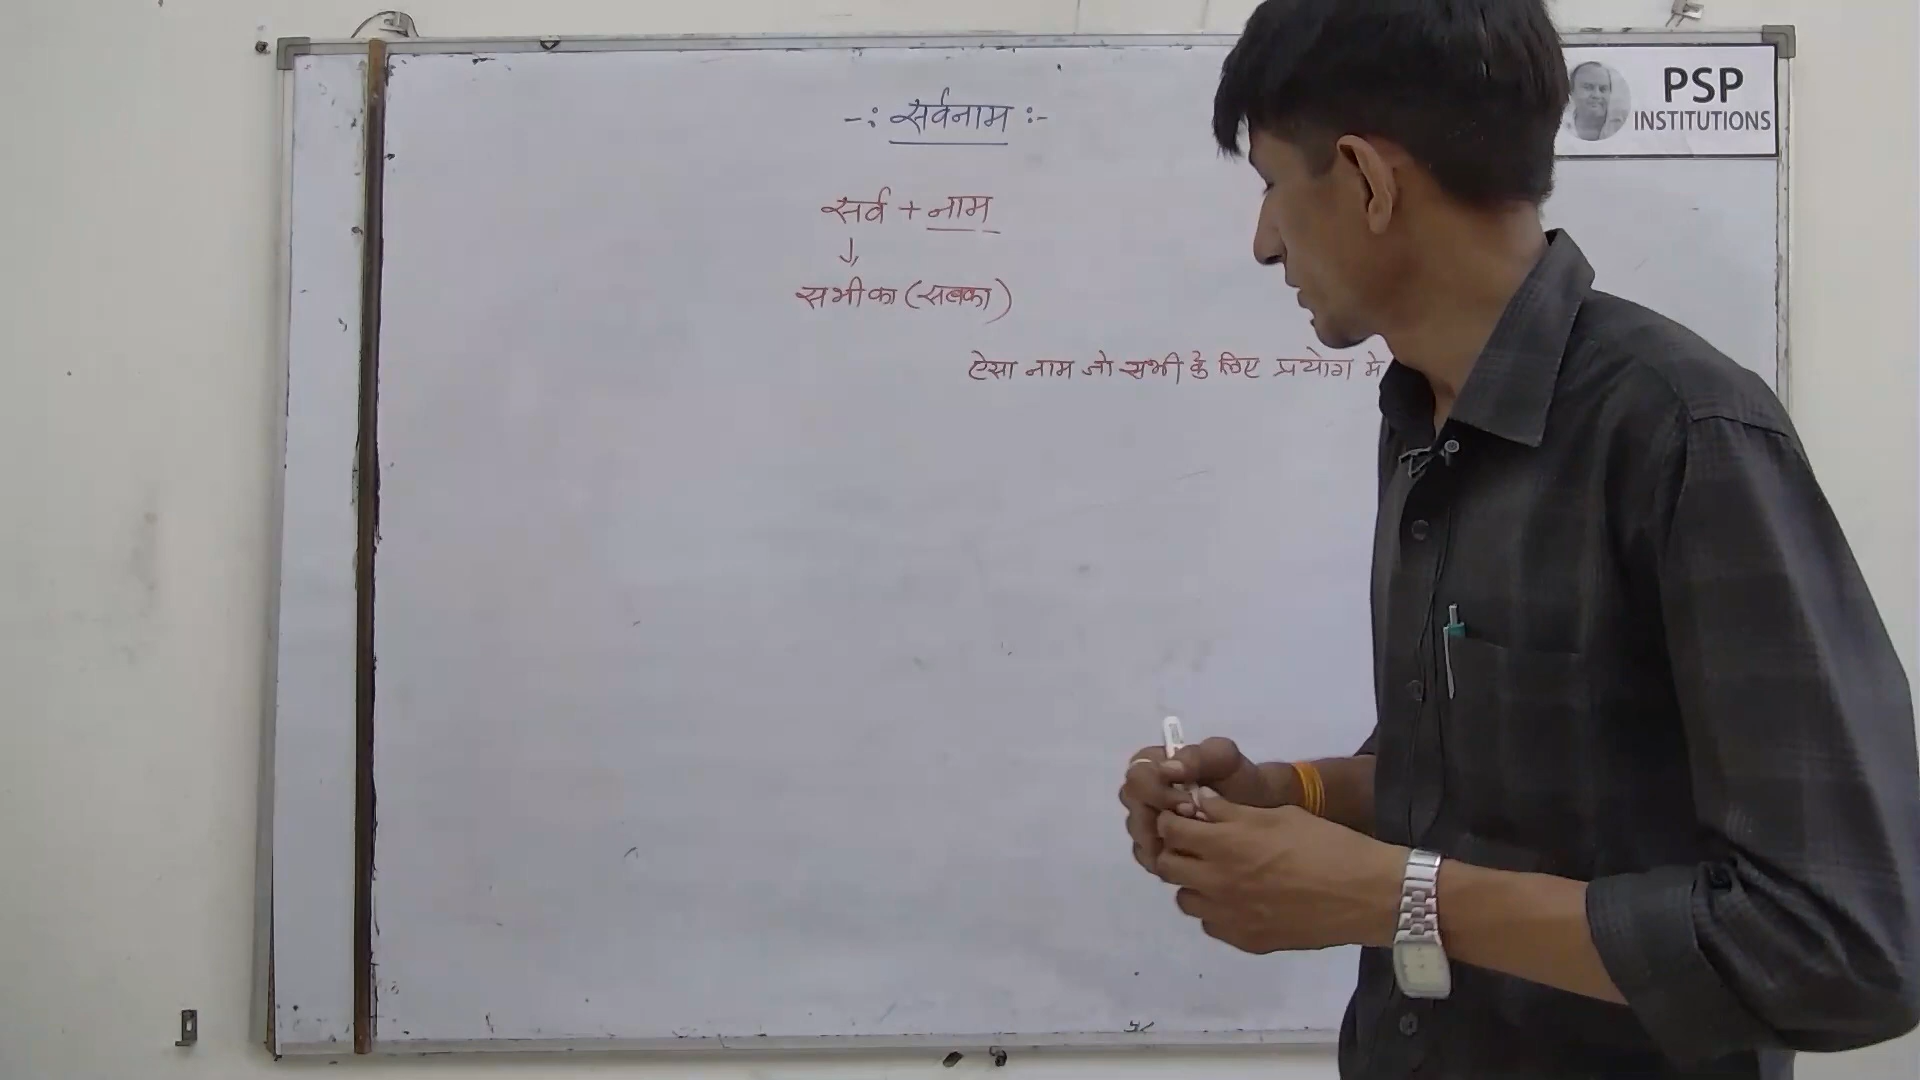 -: सर्वनाम :-
सर्व + नाम
सभी का (सबका)
ऐसा नाम जो सभी के लिए प्रयोग मे
PSP
INSTITUTIONS